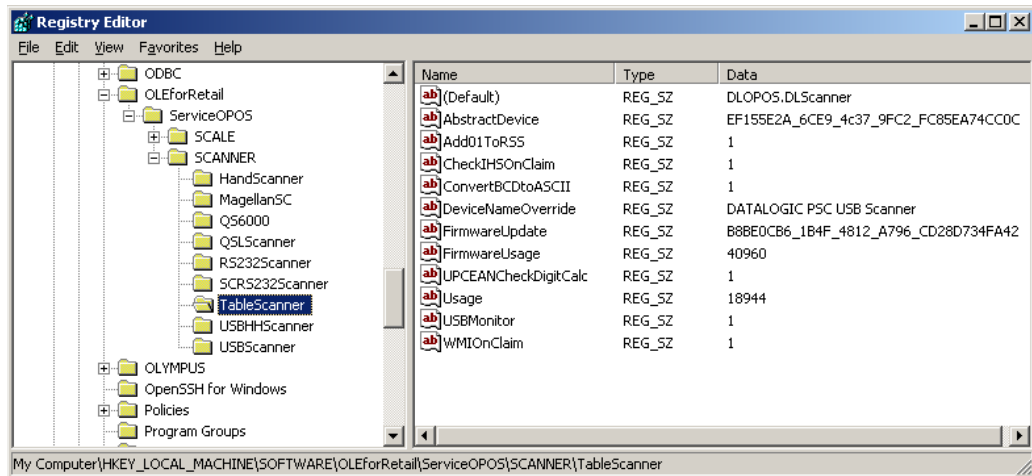 Registry Editor
File Edit View Favorites Help
ODBC
OLEforRetail
ServiceOPOS
SCALE
SCANNER
HandScanner
MagellanSC
QS6000
QSLScanner
RS232Scanner
SCRS232Scanner
TableScanner
USBHHScanner
USBScanner
OLYMPUS
OpenSSH for Windows
Policies
Program Groups
Name Type Data
(Default) REG_SZ DLOPOS.DLScanner
AbstractDevice REG_SZ EF155E2A_6CE9_4c37_9FC2_FC85EA74CC0C
Add01ToRSS REG_SZ 1
CheckIHSOnClaim REG_SZ 1
ConvertBCDtoASCII REG_SZ 1
DeviceNameOverride REG_SZ DATALOGIC PSC USB Scanner
FirmwareUpdate REG_SZ B8BE0CB6_1B4F_4812_A796_CD28D734FA42
FirmwareUsage REG_SZ 40960
UPCEANCheckDigitCalc REG_SZ 1
Usage REG_SZ 18944
USBMonitor REG_SZ 1
WMIOnClaim REG_SZ 1
My Computer\HKEY_LOCAL_MACHINE\SOFTWARE\OLEforRetail\ServiceOPOS\SCANNER\TableScanner